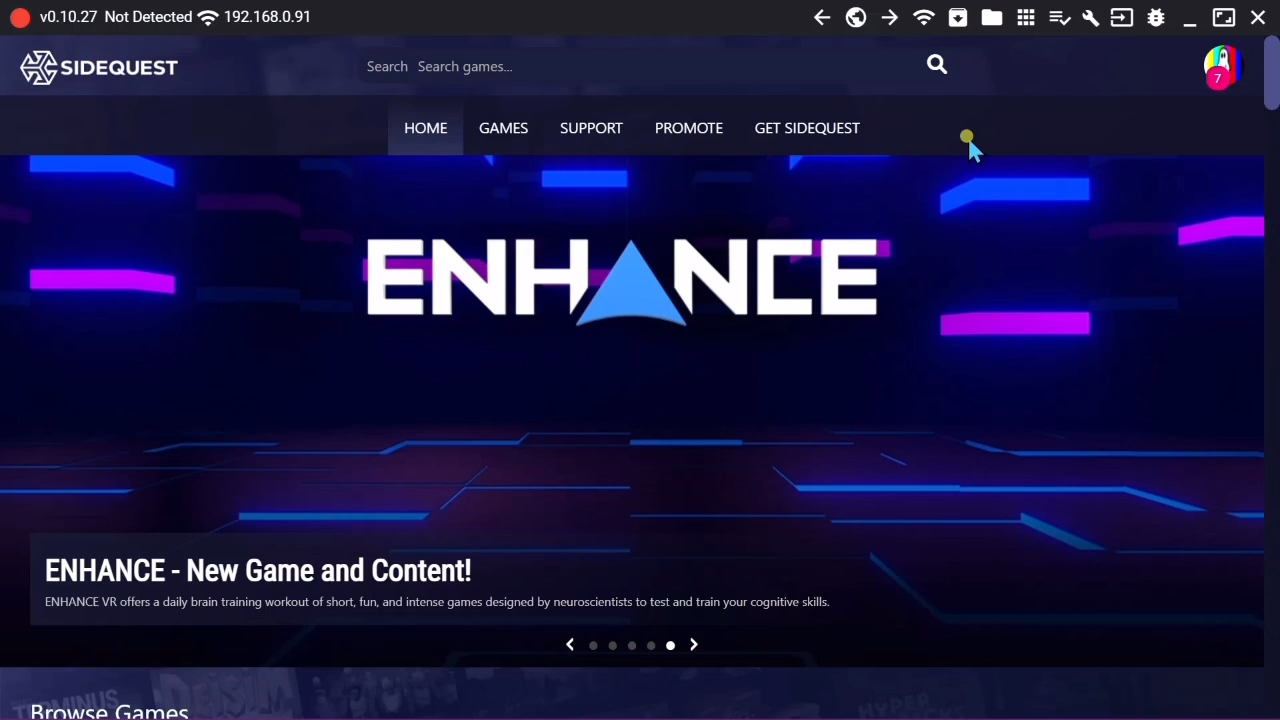 v0.10.27 Not Detected 192.168.0.91
SIDEQUEST
Search Search games...
7
HOME GAMES SUPPORT PROMOTE GET SIDEQUEST
ENHANCE
ENHANCE - New Game and Content!
ENHANCE VR offers a daily brain training workout of short, fun, and intense games designed by neuroscientists to test and train your cognitive skills.
TERMINUS
Browse Games